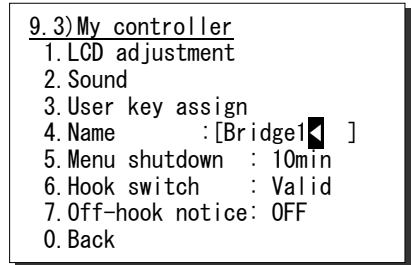 9.3)My controller
1.LCD adjustment
2.Sound
3.User key assign
4.Name :[Bridge1◀ ]
5.Menu shutdown : 10min
6.Hook switch : Valid
7.Off-hook notice: OFF
0.Back